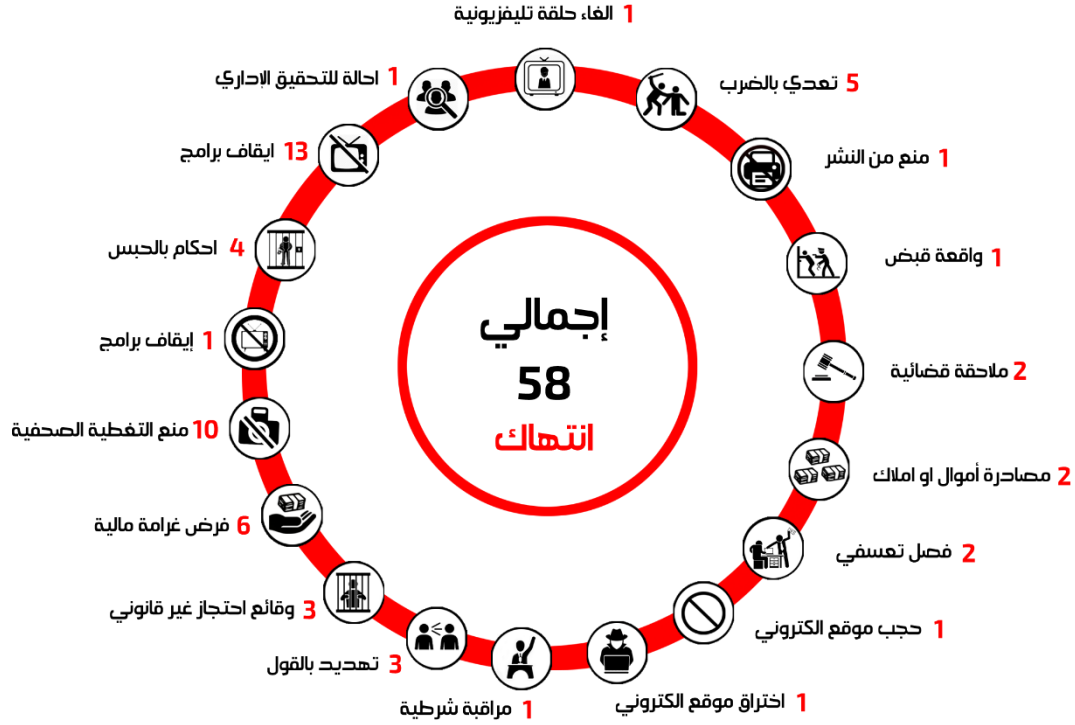 1 الغاء حلقة تليفزيونية
5 تعدي بالضرب
1 منع من النشر
1 واقعة قبض
2 ملاحقة قضائية
2 مصادرة أموال او املاك
2 فصل تعسفي
1 حجب موقع الكتروني
1 اختراق موقع الكتروني
1 مراقبة شرطية
3 تهديد بالقول
3 وقائع احتجاز غير قانوني
6 فرض غرامة مالية
10 منع التغطية الصحفية
1 إيقاف برامج
4 احكام بالحبس
13 ايقاف برامج
1 احالة للتحقيق الإداري
إجمالي
58
انتهاك